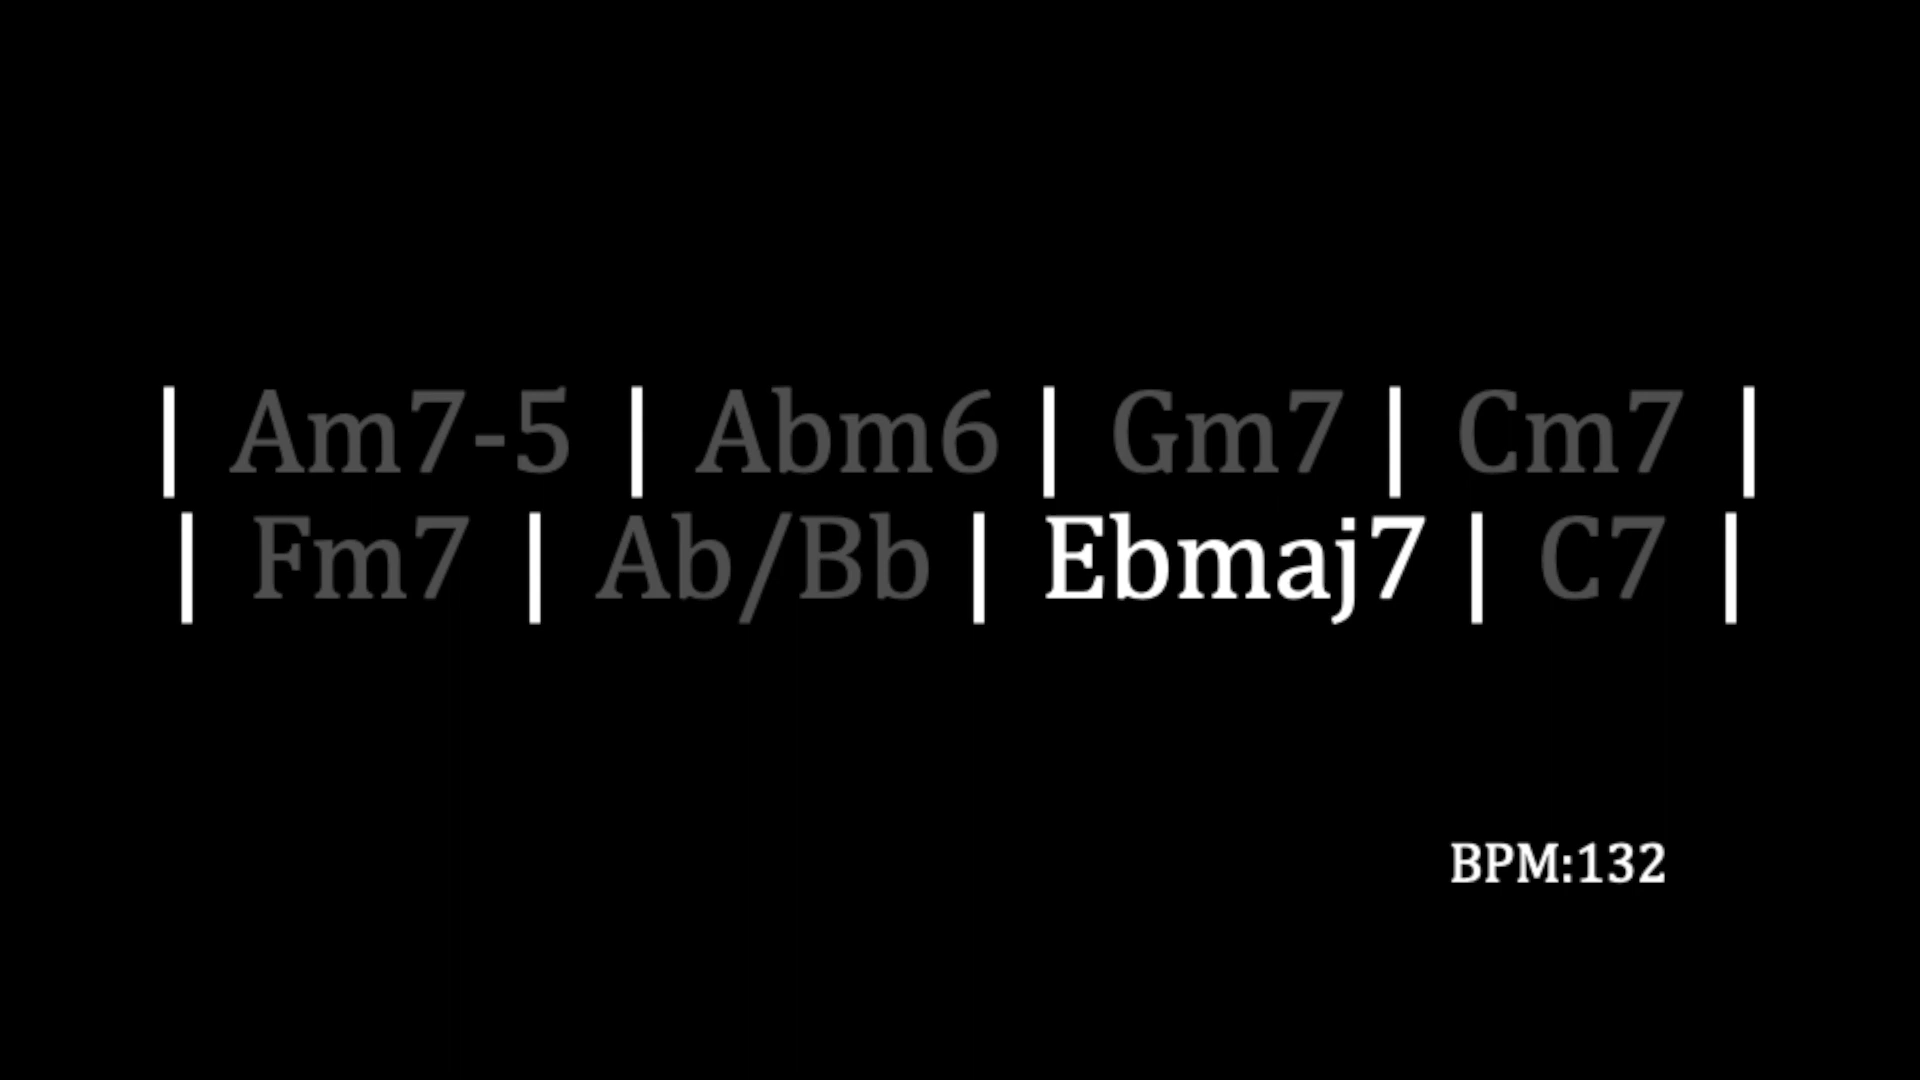 | Am7-5 | Abm6 | Gm7 | Cm7 |
| Fm7 | Ab/Bb | Ebmaj7 | C7 |
BPM:132